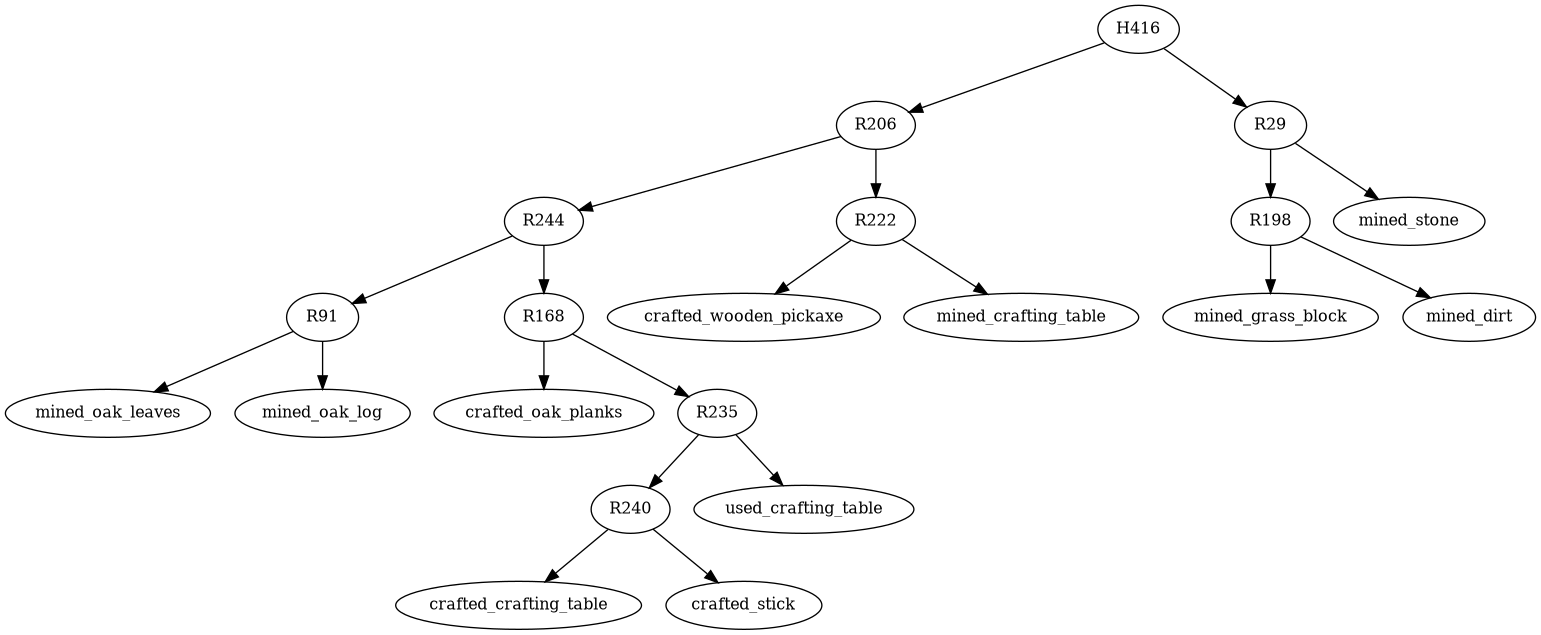 H416
R206
R29
R244
R222
R198
mined_stone
R91
R168
crafted_wooden_pickaxe
mined_crafting_table
mined_grass_block
mined_dirt
mined_oak_leaves
mined_oak_log
crafted_oak_planks
R235
R240
used_crafting_table
crafted_crafting_table
crafted_stick